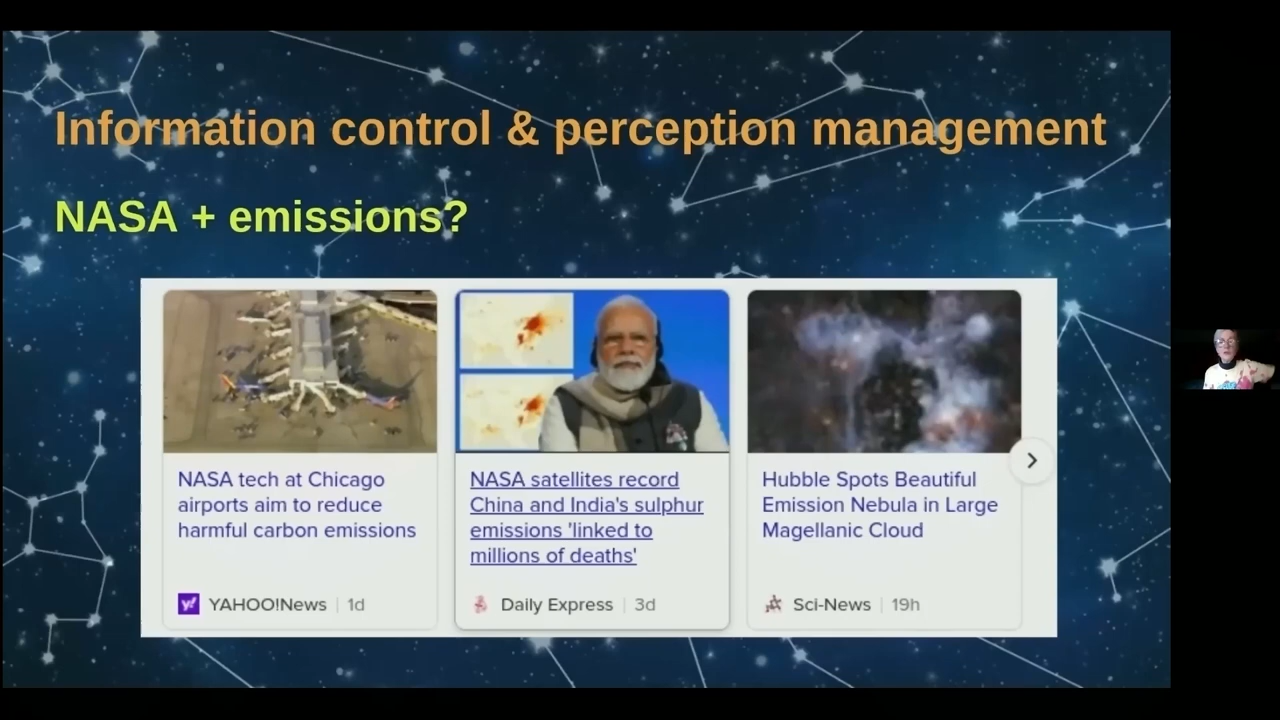 Information control & perception management
NASA + emissions?
NASA tech at Chicago
airports aim to reduce
harmful carbon emissions
y!
YAHOO!News | 1d
NASA satellites record
China and India's sulphur
emissions 'linked to
millions of deaths'
Daily Express | 3d
Hubble Spots Beautiful
Emission Nebula in Large
Magellanic Cloud
Sci-News | 19h